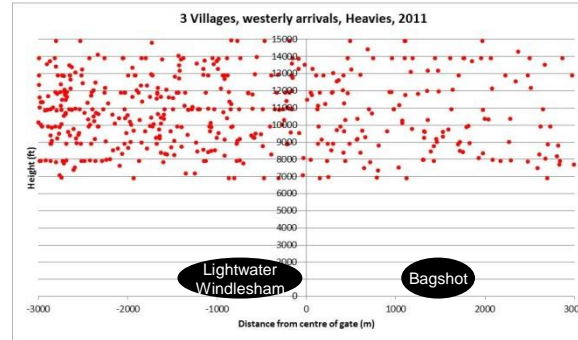 3 Villages, westerly arrivals, Heavies, 2011
15000
14000
13000
12000
11000
10000
9000
8000
7000
6000
5000
4000
3000
2000
1000
0
Height (ft)
Lightwater
Windlesham
Bagshot
-3000 -2000 -1000 0 1000 2000 300
Distance from centre of gate (m)